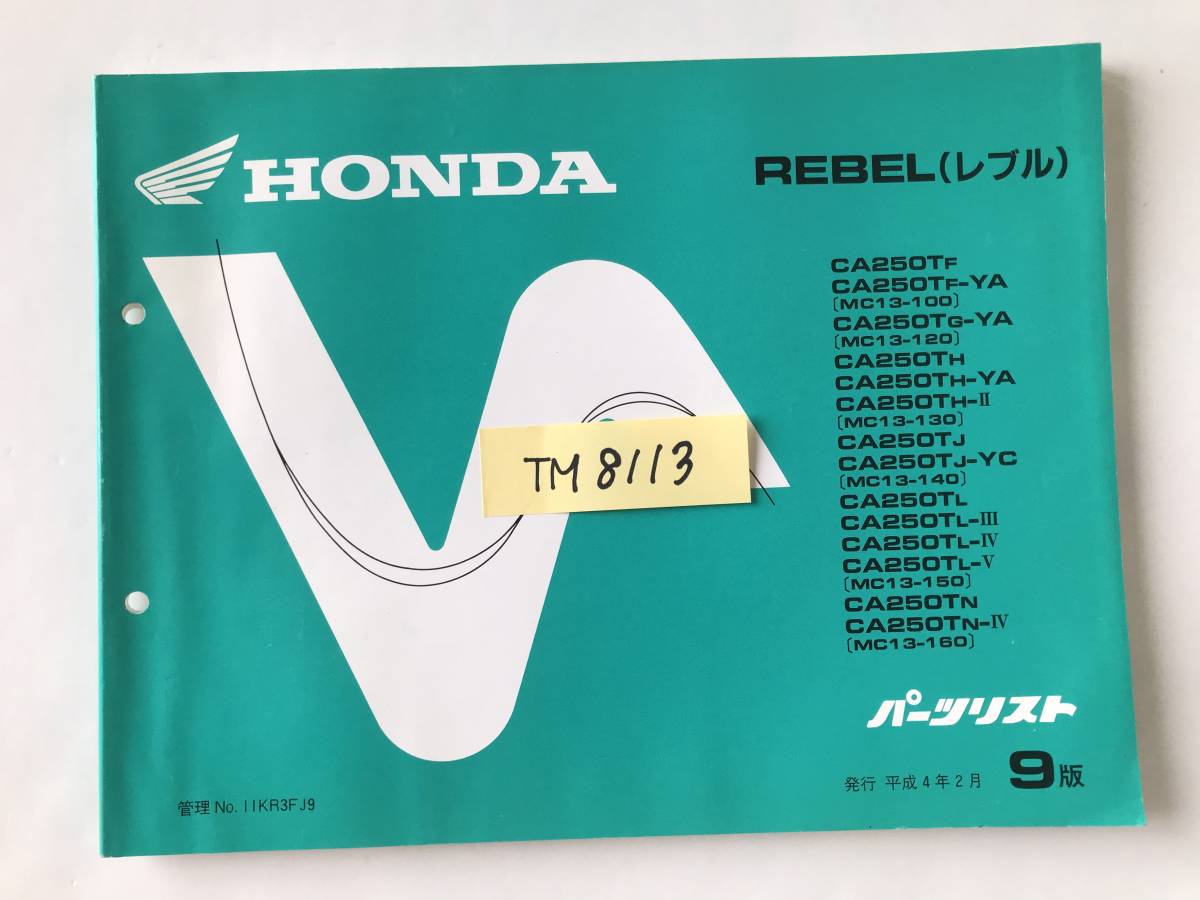 HONDA
REBEL(レブル)
CA250TF
CA250TF-YA
〔MC13-100〕
CA250TG-YA
〔MC13-120〕
CA250TH
CA250TH-YA
CA250TH-II
〔MC13-130〕
CA250TJ
CA250TJ-YC
〔MC13-140〕
CA250TL
CA250TL-III
CA250TL-IV
CA250TL-V
〔MC13-150〕
CA250TN
CA250TN-IV
〔MC13-160〕
TM 8113
パーツリスト
発行 平成4年2月 9版
管理 No. 11KR3FJ9